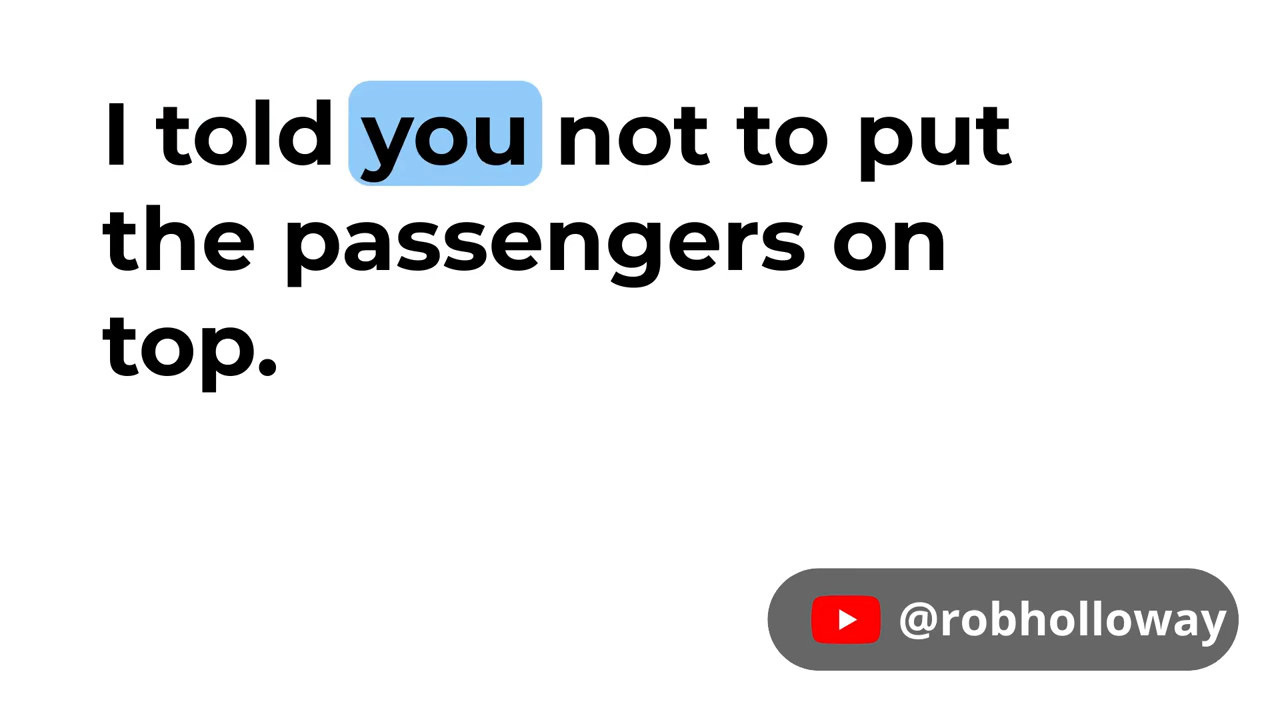 I told you not to put
the passengers on
top.
@robholloway